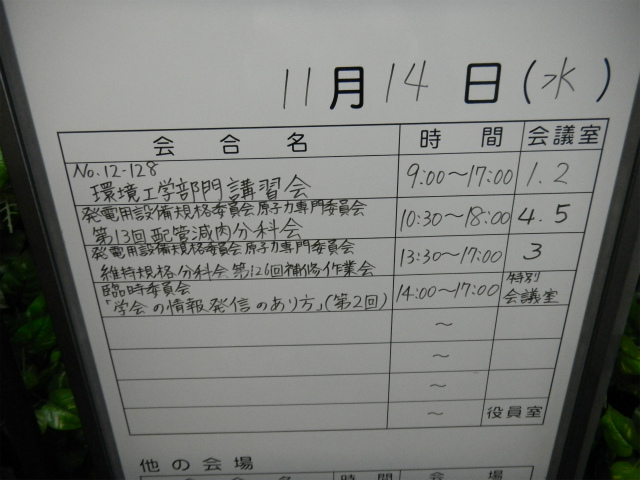 11月14日(水)
会合名 時間 会議室
No.12-128
環境工学部門講習会 9:00～17:00 1.2
発電用設備規格委員会原子力専門委員会
第13回配管減肉分科会 10:30～18:00 4.5
発電用設備規格委員会原子力専門委員会
維持規格分科会第126回補修作業会 13:30～17:00 3
臨時委員会
「学会の情報発信のあり方」(第2回) 14:00～17:00 特別会議室
～
～
～
～ 役員室
他の会場
会合名 時間 会場